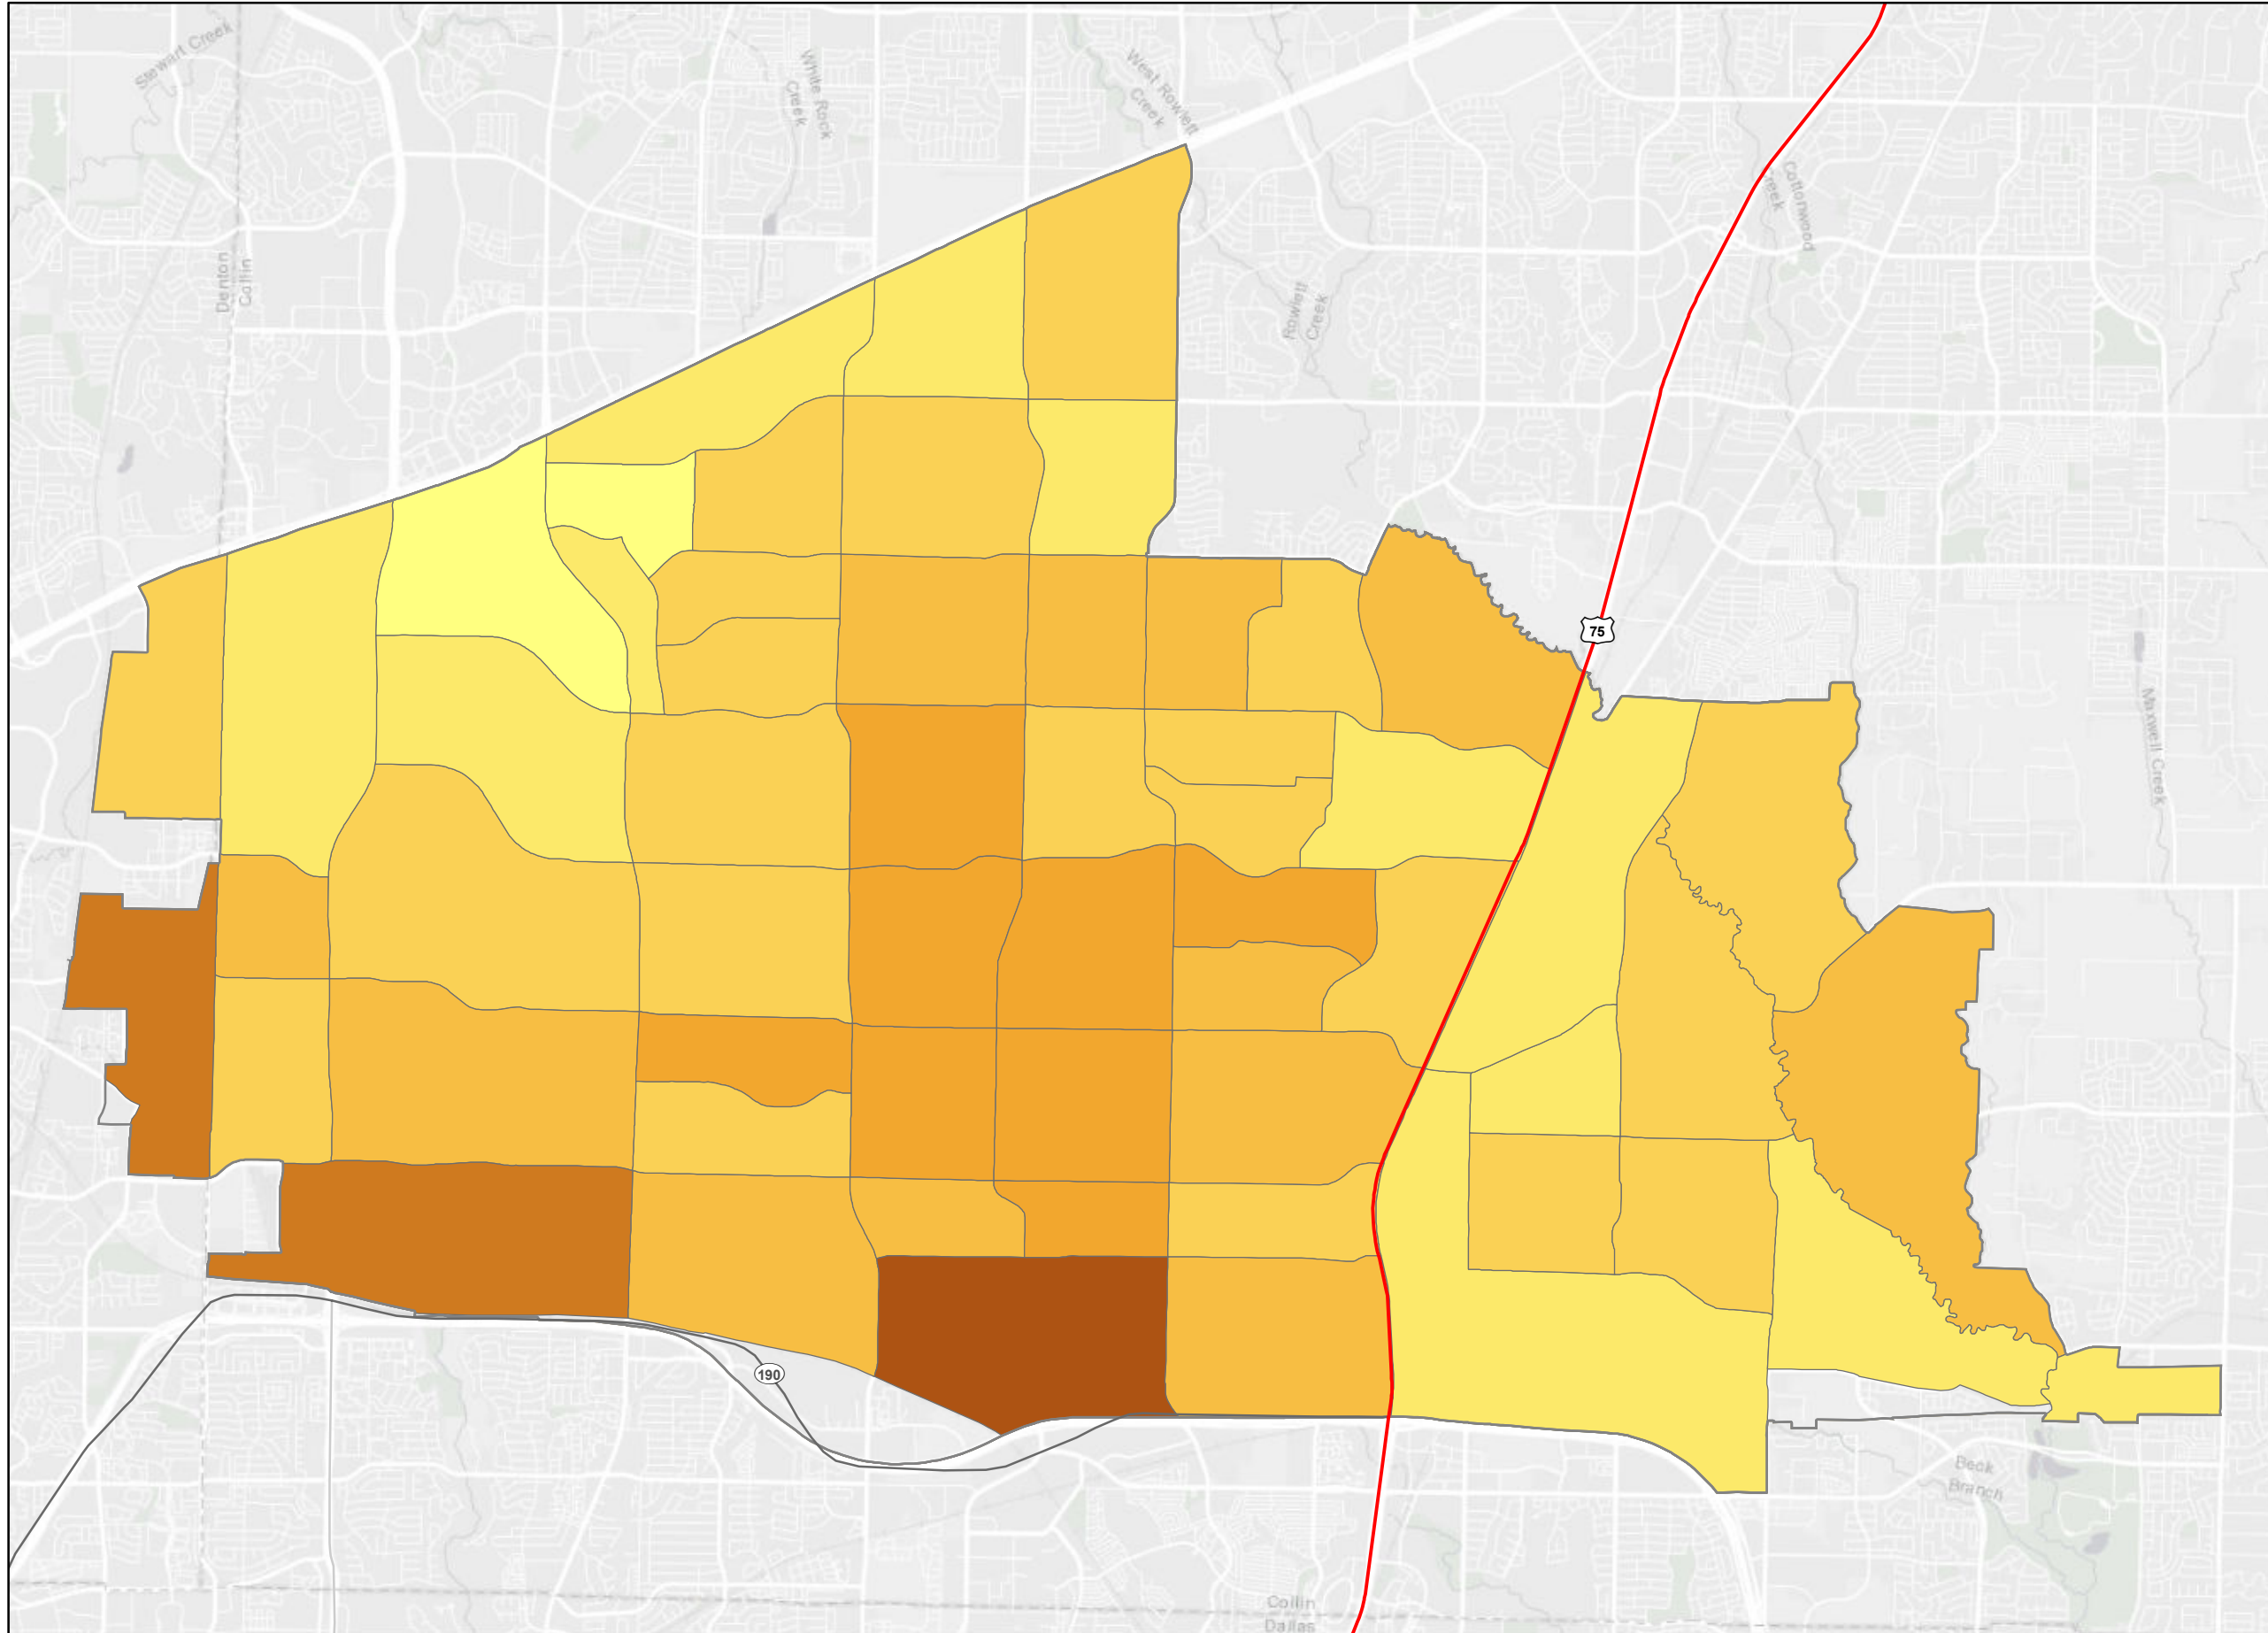 Stewart Creek
White Rock
Creek
West Rowlett
Creek
Cottonwood
Creek
Denton
Collin
Rowlett
Creek
75
Maxwell Creek
190
Beck
Branch
Collin
Dallas